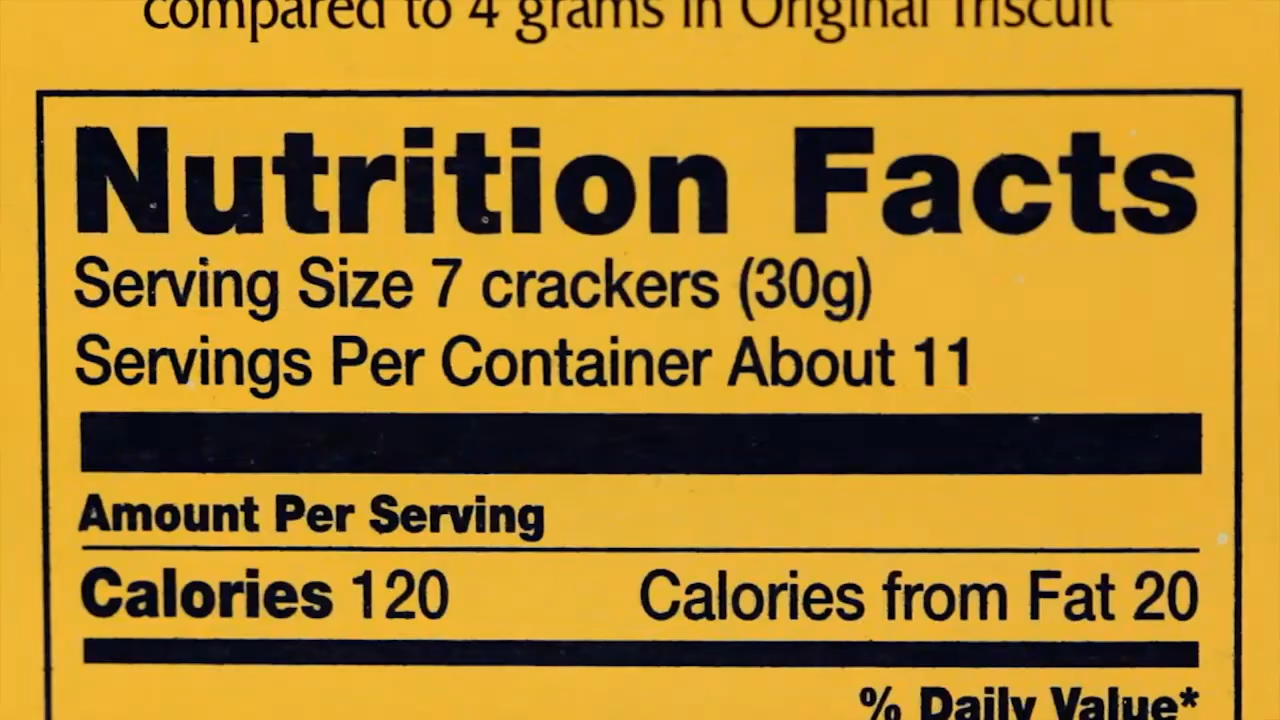 compared to 4 grams in Original Triscuit
Nutrition Facts
Serving Size 7 crackers (30g)
Servings Per Container About 11
Amount Per Serving
Calories 120 Calories from Fat 20
% Daily Value*